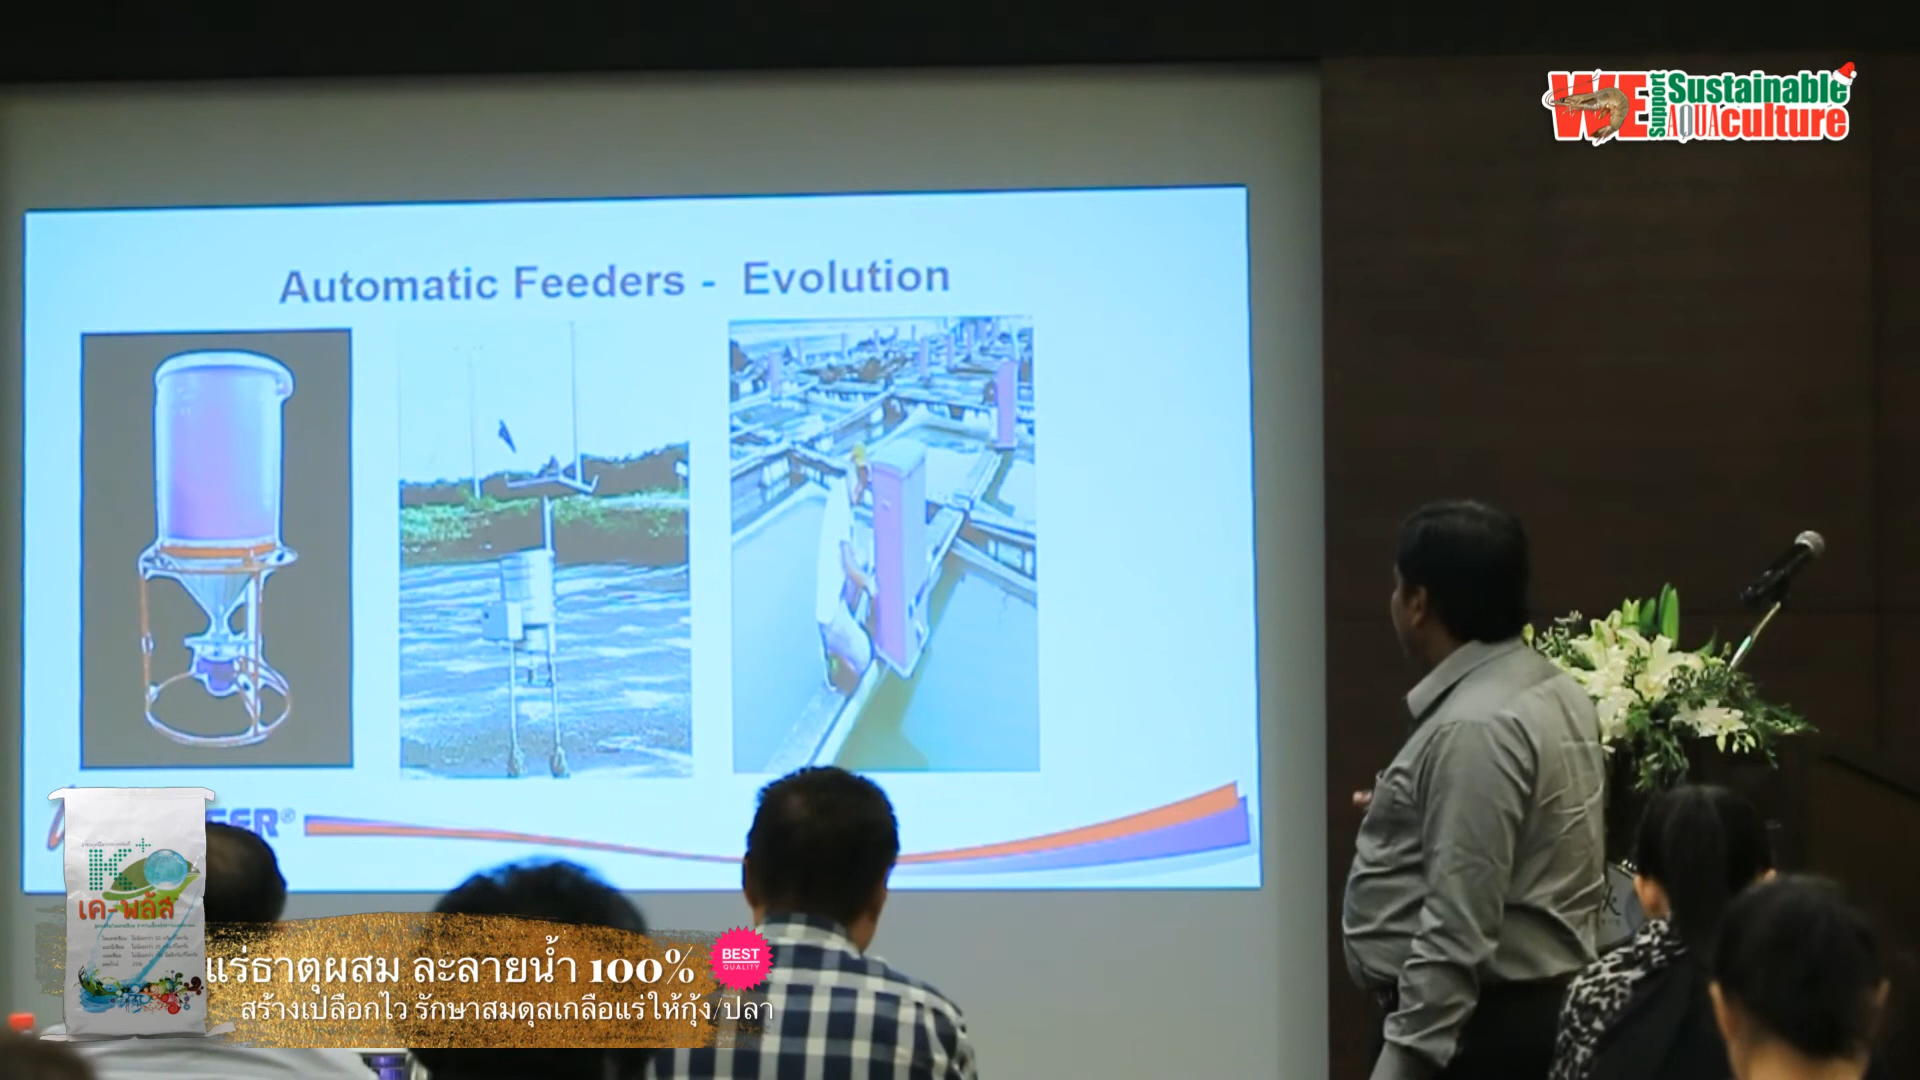 WE Support Sustainable AQUAculture
Automatic Feeders - Evolution
K+
เค-พลัส
แร่ธาตุผสม ละลายน้ำ 100%
BEST
QUALITY
สร้างเปลือกไว รักษาสมดุลเกลือแร่ให้กุ้ง/ปลา